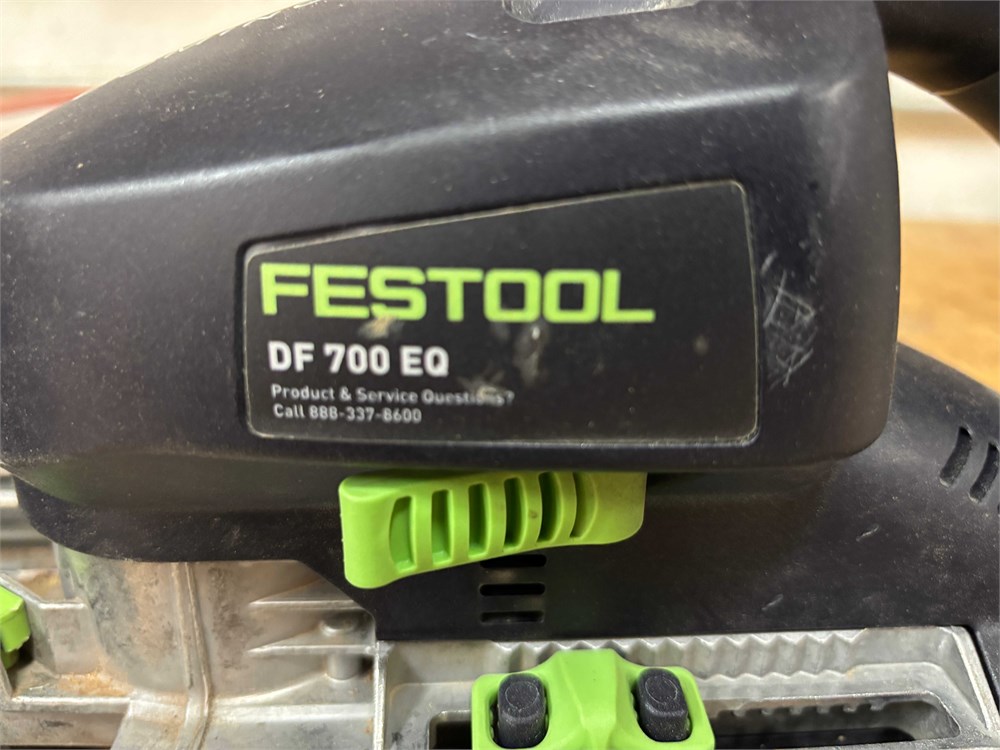 FESTOOL
DF 700 EQ
Product & Service Questions?
Call 888-337-8600